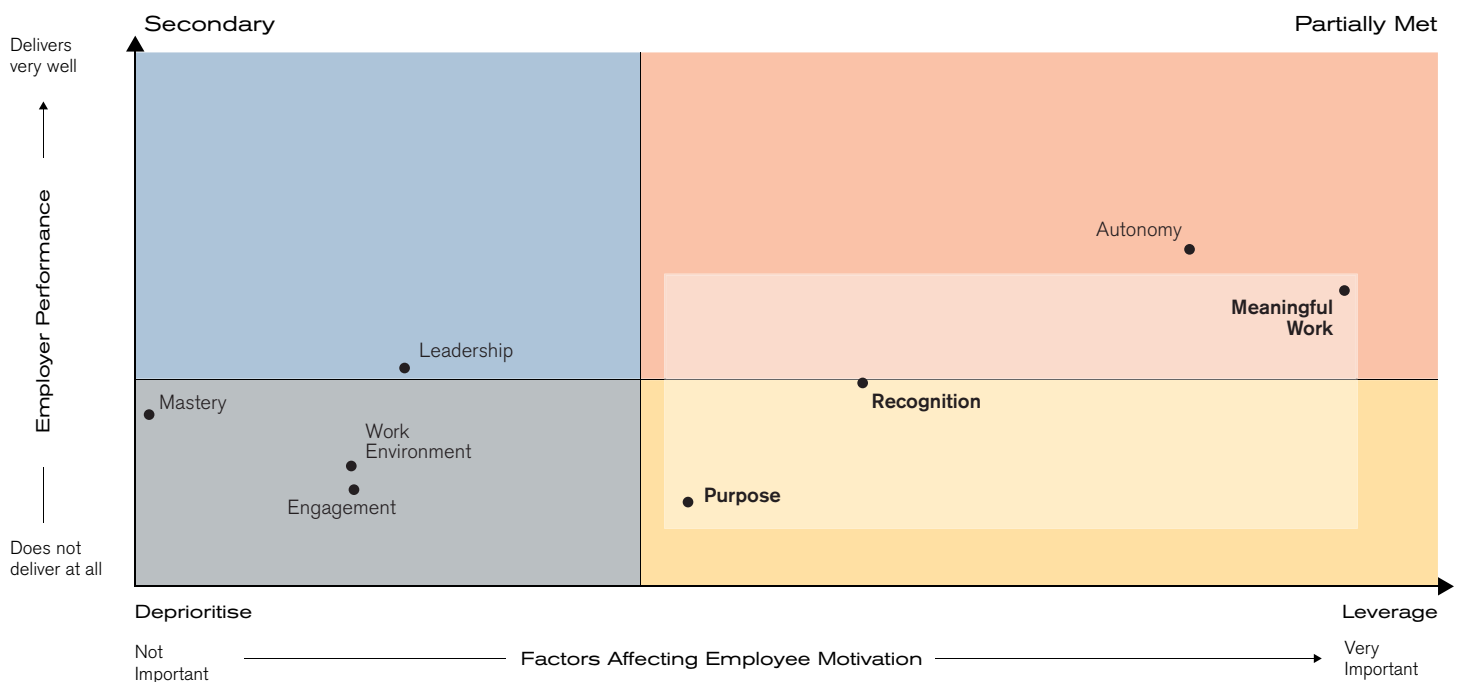 Secondary
Partially Met
Delivers
very well
Employer Performance
Does not
deliver at all
Autonomy
Meaningful
Work
Leadership
Mastery
Recognition
Work
Environment
Engagement
Purpose
Deprioritise
Leverage
Not
Important
Factors Affecting Employee Motivation
Very
Important